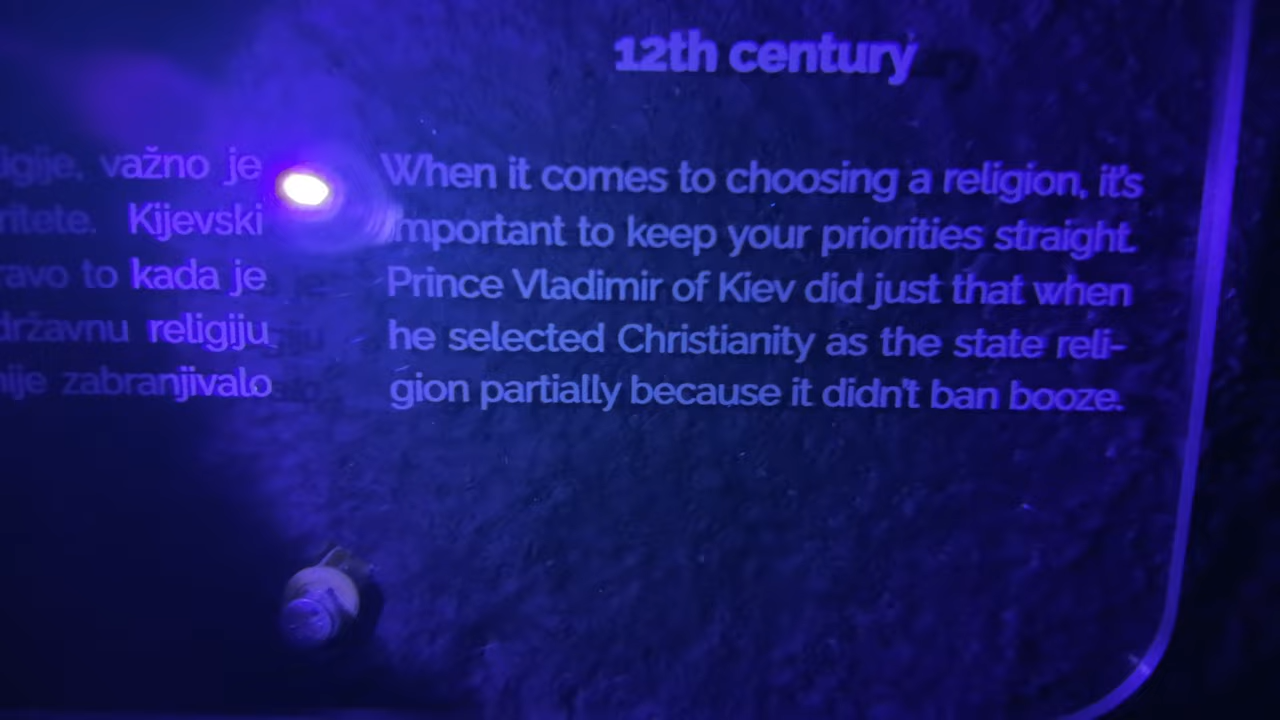 12th century
važno je
Kijevski
to kada je
državnu religiju
zabranjivalo
When it comes to choosing a religion, it's
important to keep your priorities straight.
Prince Vladimir of Kiev did just that when
he selected Christianity as the state reli-
gion partially because it didn't ban booze.